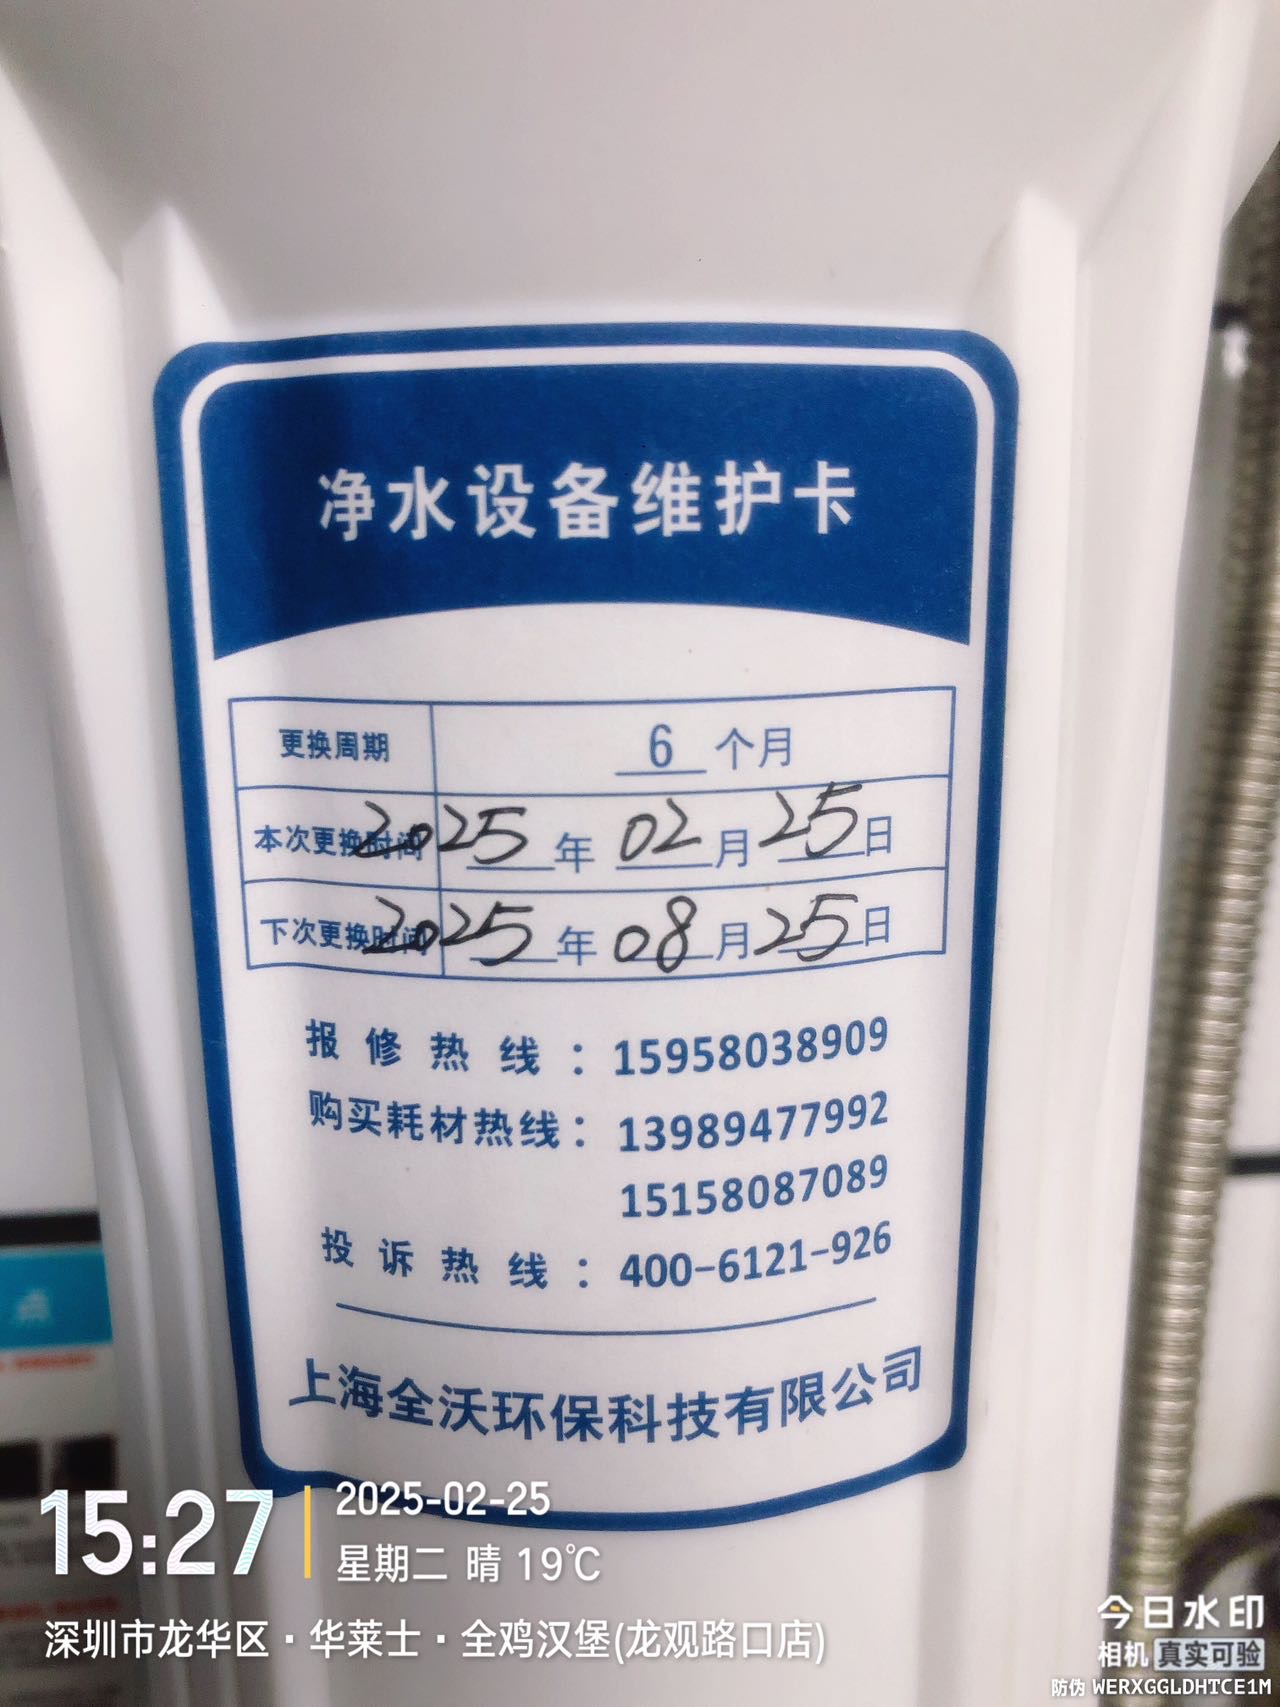 净水设备维护卡
更换周期 6 个月
本次更换时间 2025 年 02 月 25 日
下次更换时间 2025 年 08 月 25 日
报修热线：15958038909
购买耗材热线：13989477992
15158087089
投诉热线：400-6121-926
上海全沃环保科技有限公司
点
15:27
2025-02-25
星期二 晴 19℃
深圳市龙华区·华莱士·全鸡汉堡(龙观路口店)
今日水印
相机 真实可验
防伪 WERXGGLDHTCE1M